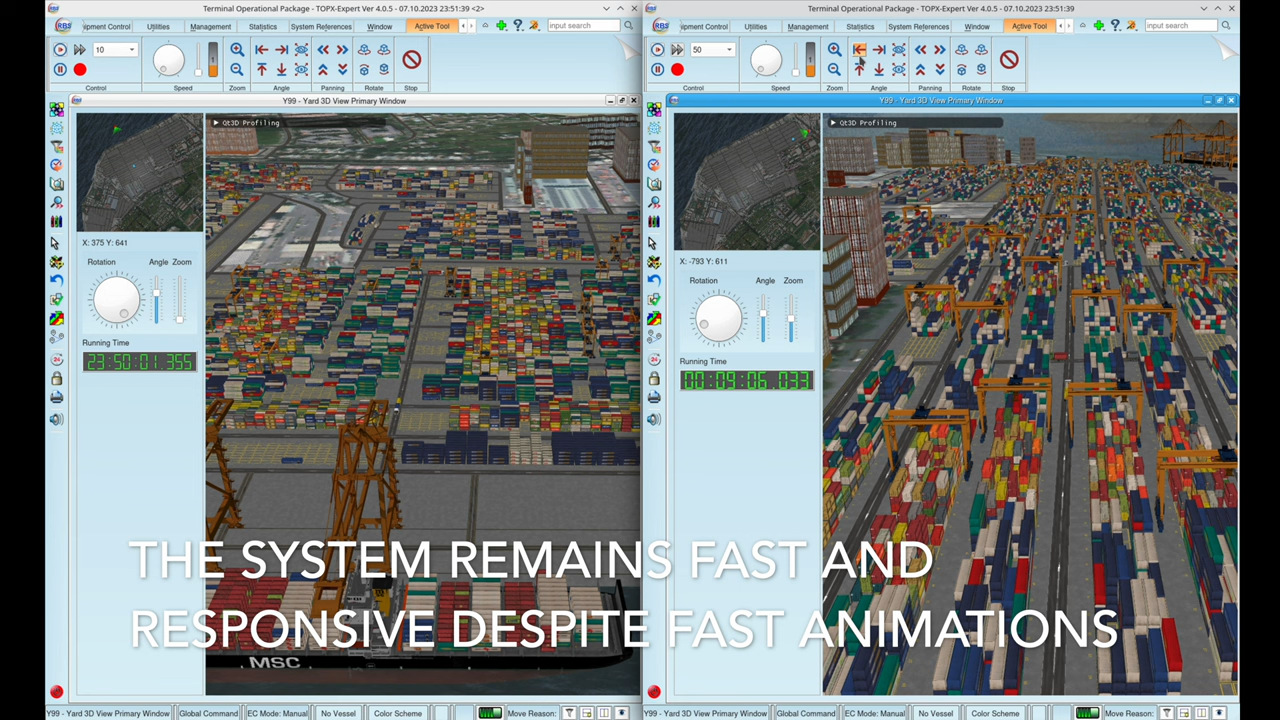 Terminal Operational Package - TOPX-Expert Ver 4.0.5 - 07.10.2023 23:51:39 <2>
RBS
ipment Control Utilities Management Statistics System References Window Active Tool input search
10
1
Control Speed Zoom Angle Panning Rotate Stop
Y99 - Yard 3D View Primary Window
Qt3D Profiling
X: 375 Y: 641
Rotation Angle Zoom
Running Time
23:50:01.355
MSC
Y99 - Yard 3D View Primary Window Global Command EC Mode: Manual No Vessel Color Scheme Move Reason:
Terminal Operational Package - TOPX-Expert Ver 4.0.5 - 07.10.2023 23:51:39
RBS
ipment Control Utilities Management Statistics System References Window Active Tool input search
50
1
Control Speed Zoom Angle Panning Rotate Stop
Y99 - Yard 3D View Primary Window
Qt3D Profiling
X: -793 Y: 611
Rotation Angle Zoom
Running Time
00:09:06.033
Y99 - Yard 3D View Primary Window Global Command EC Mode: Manual No Vessel Color Scheme Move Reason:
THE SYSTEM REMAINS FAST AND
RESPONSIVE DESPITE FAST ANIMATIONS